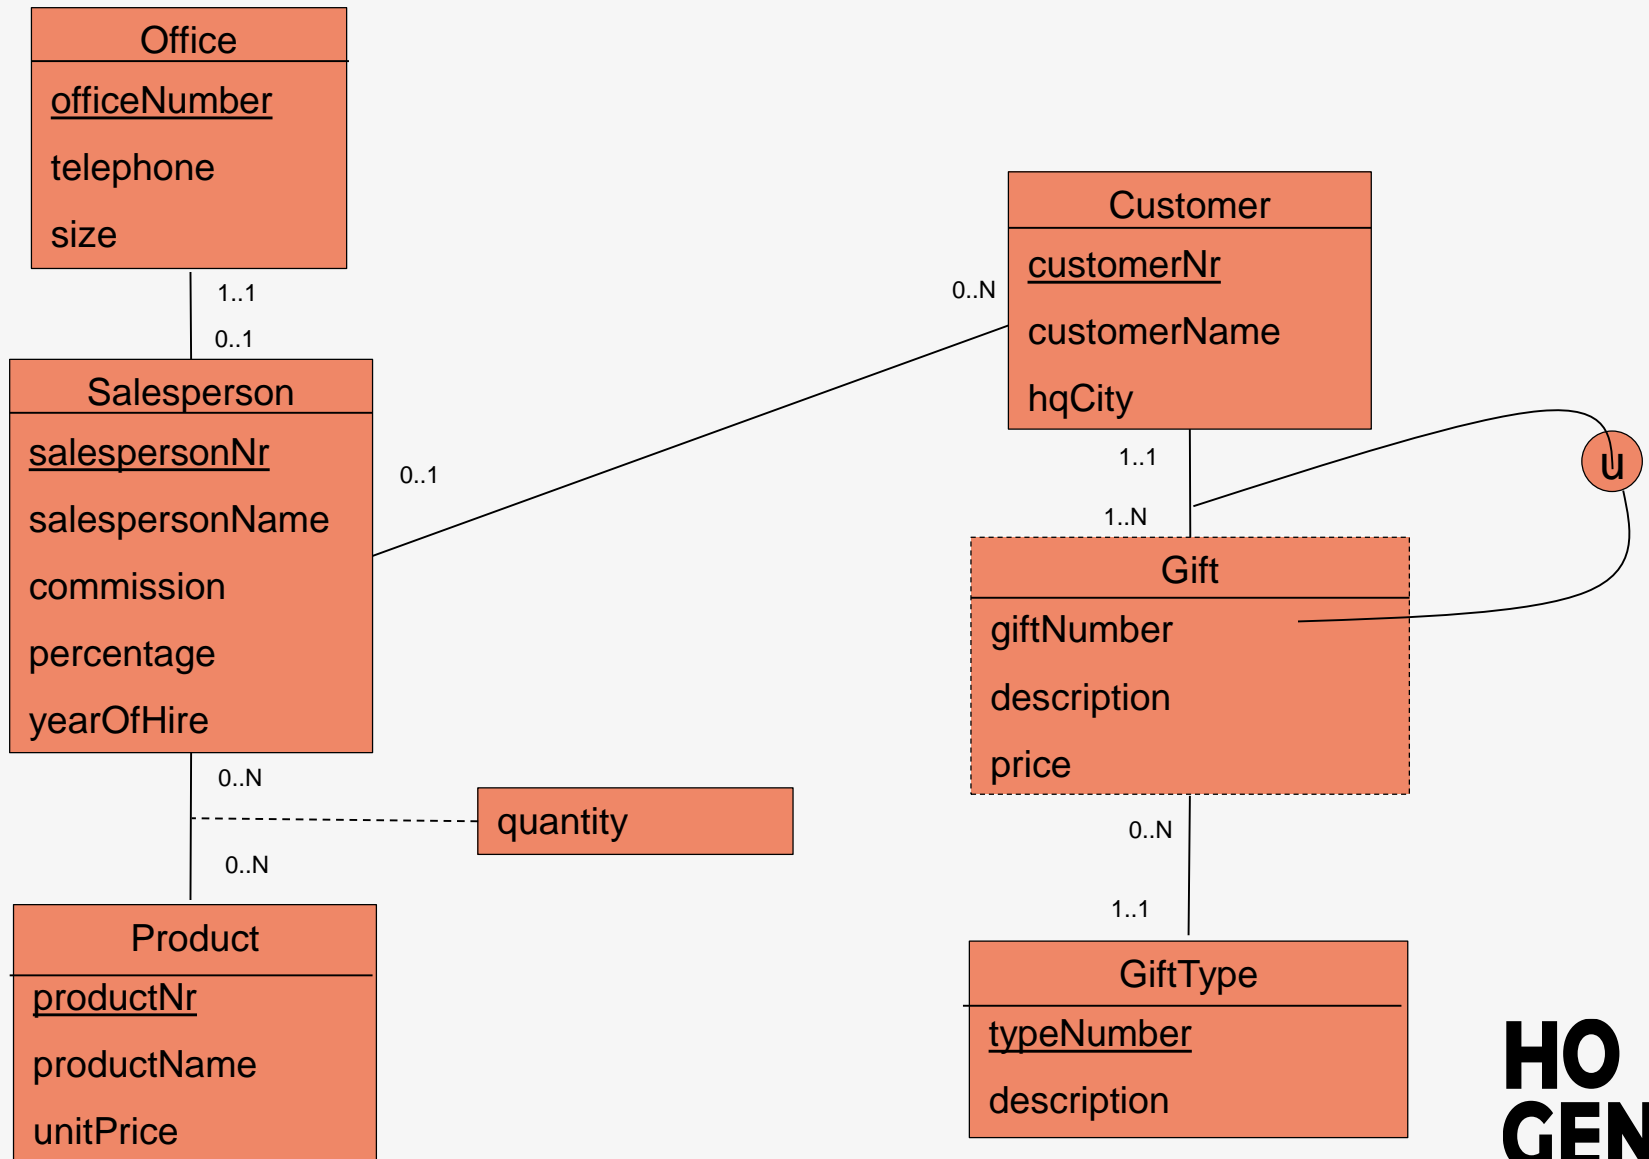 Office
officeNumber
telephone
size
1..1
0..1
Salesperson
salespersonNr
salespersonName
commission
percentage
yearOfHire
0..1
0..N
Customer
customerNr
customerName
hqCity
1..1
1..N
u
Gift
giftNumber
description
price
0..N
quantity
0..N
Product
productNr
productName
unitPrice
0..N
1..1
GiftType
typeNumber
description
HO
GEN